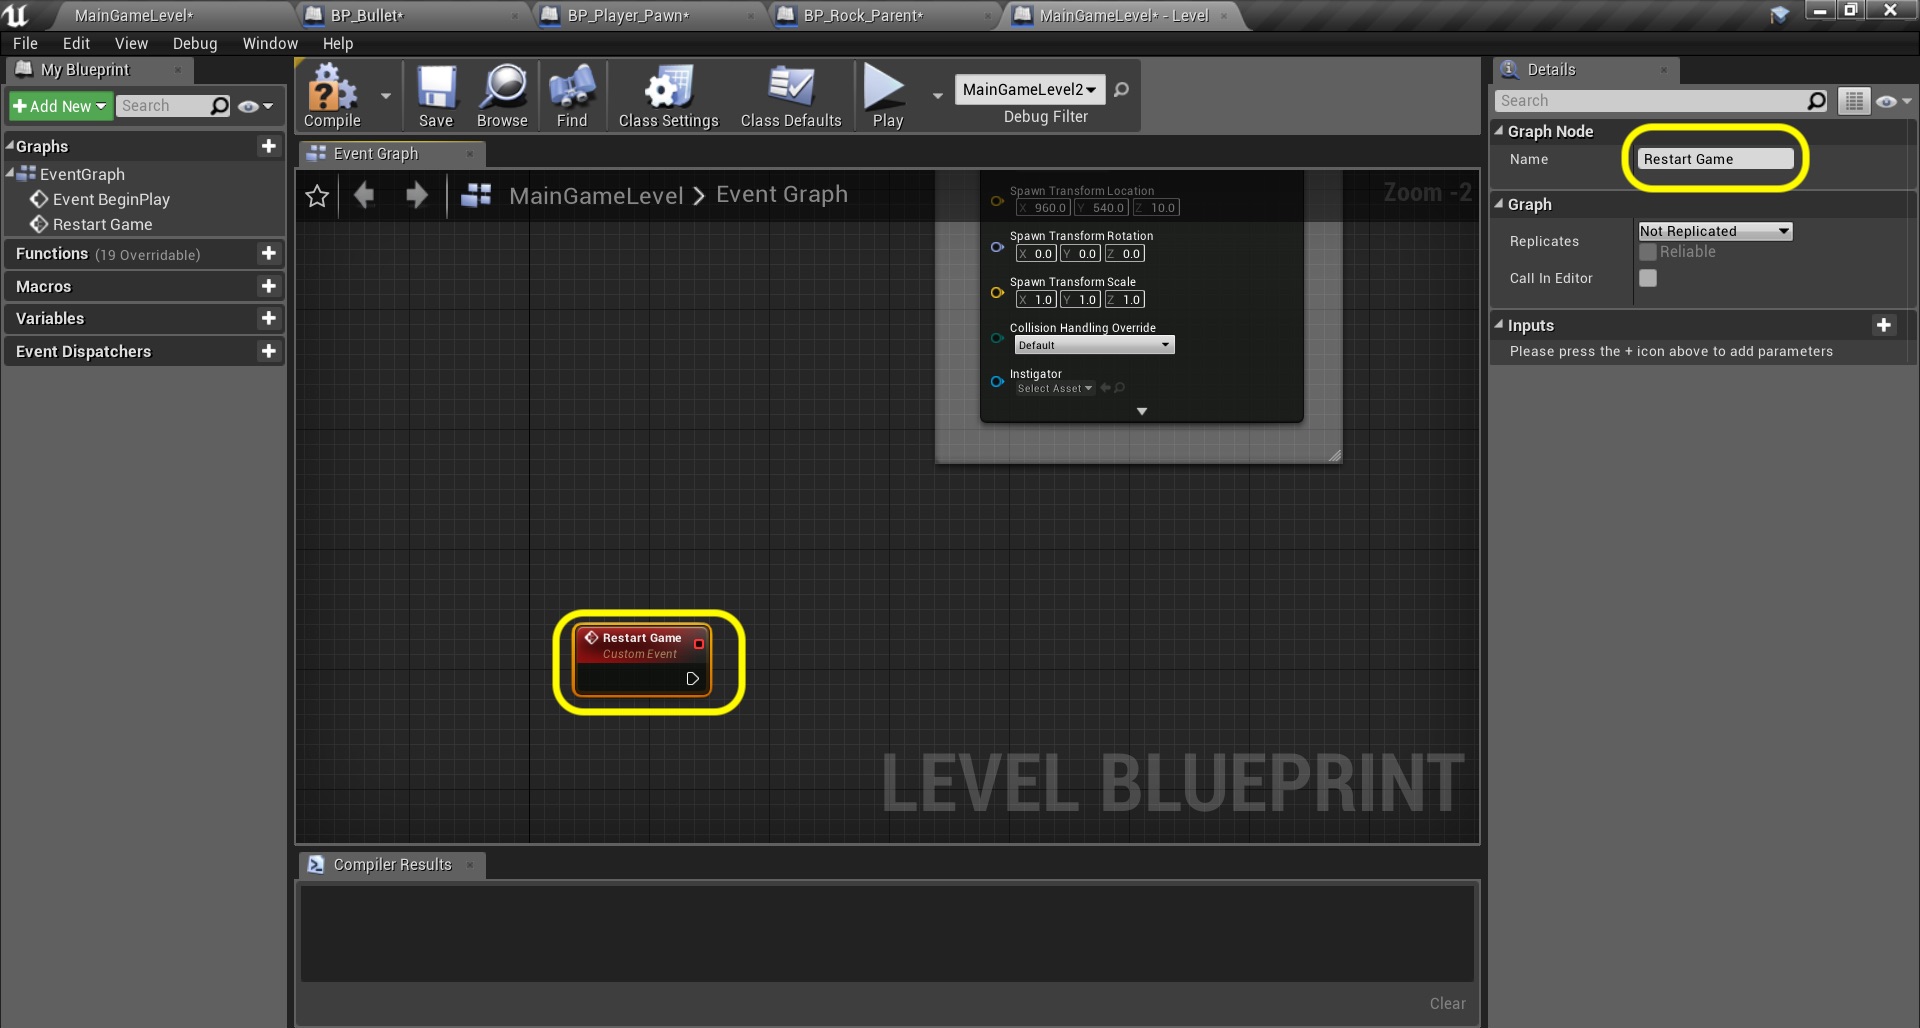 MainGameLevel*
BP_Bullet*
BP_Player_Pawn*
BP_Rock_Parent*
MainGameLevel* - Level
File Edit View Debug Window Help
My Blueprint
Add New
Search
Graphs
EventGraph
Event BeginPlay
Restart Game
Functions (19 Overridable)
Macros
Variables
Event Dispatchers
Compile
Save
Browse
Find
Class Settings
Class Defaults
Play
MainGameLevel2
Debug Filter
Event Graph
MainGameLevel > Event Graph
Zoom -2
Spawn Transform Location
X 960.0 Y 540.0 Z 10.0
Spawn Transform Rotation
X 0.0 Y 0.0 Z 0.0
Spawn Transform Scale
X 1.0 Y 1.0 Z 1.0
Collision Handling Override
Default
Instigator
Select Asset
Restart Game
Custom Event
LEVEL BLUEPRINT
Compiler Results
Clear
Details
Search
Graph Node
Name Restart Game
Graph
Replicates Not Replicated
Reliable
Call In Editor
Inputs
Please press the + icon above to add parameters